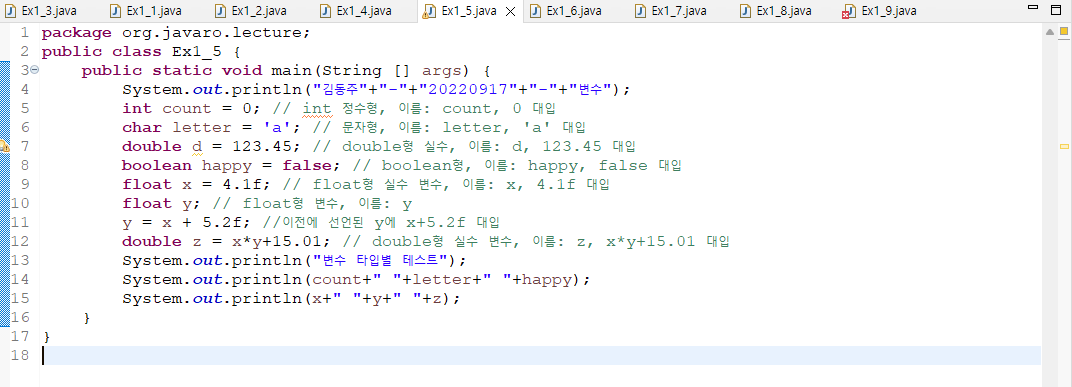 Ex1_3.java Ex1_1.java Ex1_2.java Ex1_4.java Ex1_5.java Ex1_6.java Ex1_7.java Ex1_8.java Ex1_9.java
1 package org.javaro.lecture;
2 public class Ex1_5 {
3 public static void main(String [] args) {
4 System.out.println("김동주"+"-"+"20220917"+"-"+"변수");
5 int count = 0; // int 정수형, 이름: count, 0 대입
6 char letter = 'a'; // 문자형, 이름: letter, 'a' 대입
7 double d = 123.45; // double형 실수, 이름: d, 123.45 대입
8 boolean happy = false; // boolean형, 이름: happy, false 대입
9 float x = 4.1f; // float형 실수 변수, 이름: x, 4.1f 대입
10 float y; // float형 변수, 이름: y
11 y = x + 5.2f; //이전에 선언된 y에 x+5.2f 대입
12 double z = x*y+15.01; // double형 실수 변수, 이름: z, x*y+15.01 대입
13 System.out.println("변수 타입별 테스트");
14 System.out.println(count+" "+letter+" "+happy);
15 System.out.println(x+" "+y+" "+z);
16 }
17 }
18